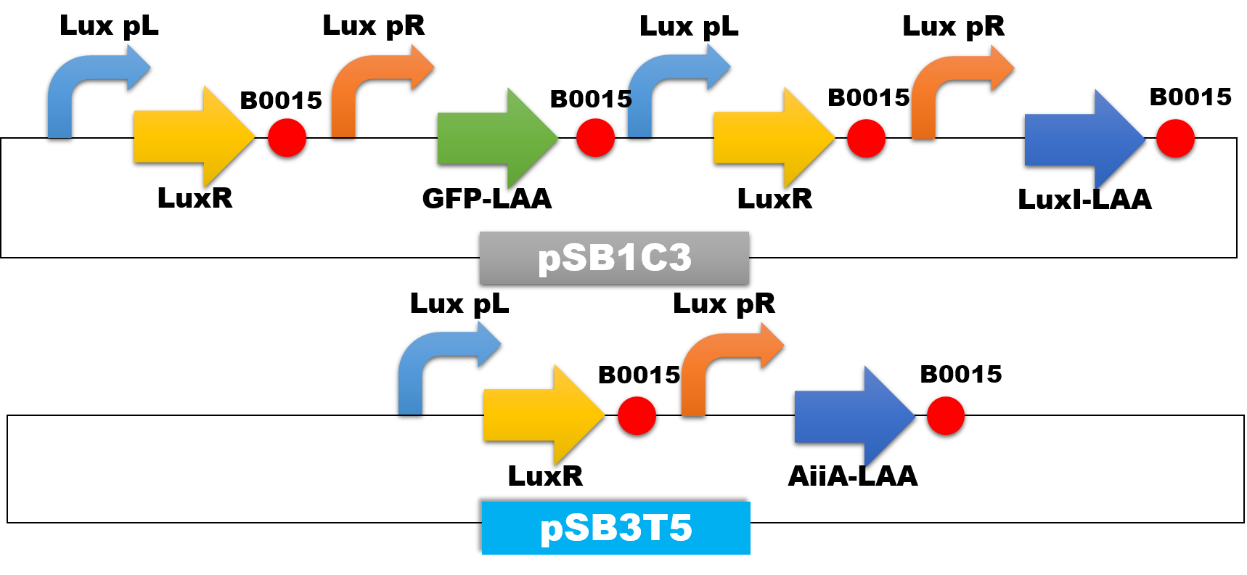 Lux pL
Lux pR
Lux pL
Lux pR
B0015
B0015
B0015
B0015
LuxR
GFP-LAA
LuxR
LuxI-LAA
pSB1C3
Lux pL
Lux pR
B0015
B0015
LuxR
AiiA-LAA
pSB3T5